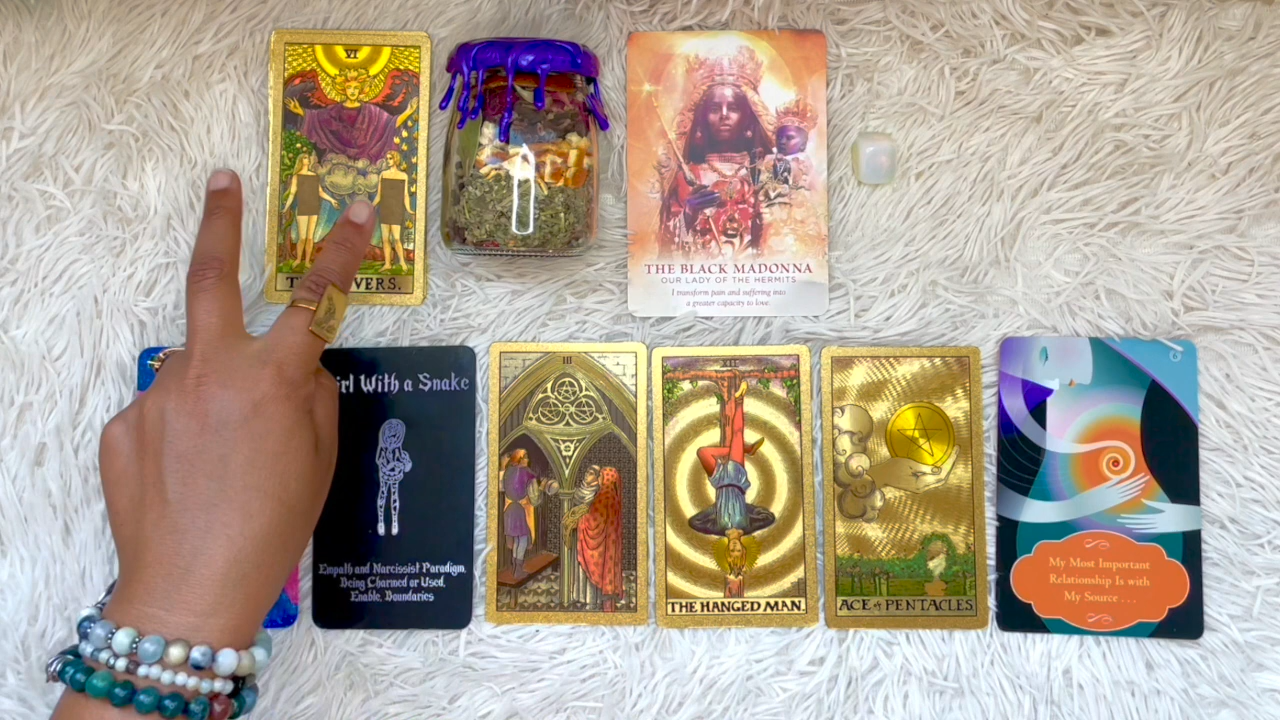 VI
THE BLACK MADONNA
OUR LADY OF THE HERMITS
I transform pain and suffering into
a greater capacity to love.
With a Snake
Empath and Narcissist Paradigm,
Being Charmed or Used,
Enable, Boundaries
III
XII
THE HANGED MAN.
ACE of PENTACLES
My Most Important
Relationship Is with
My Source . . .